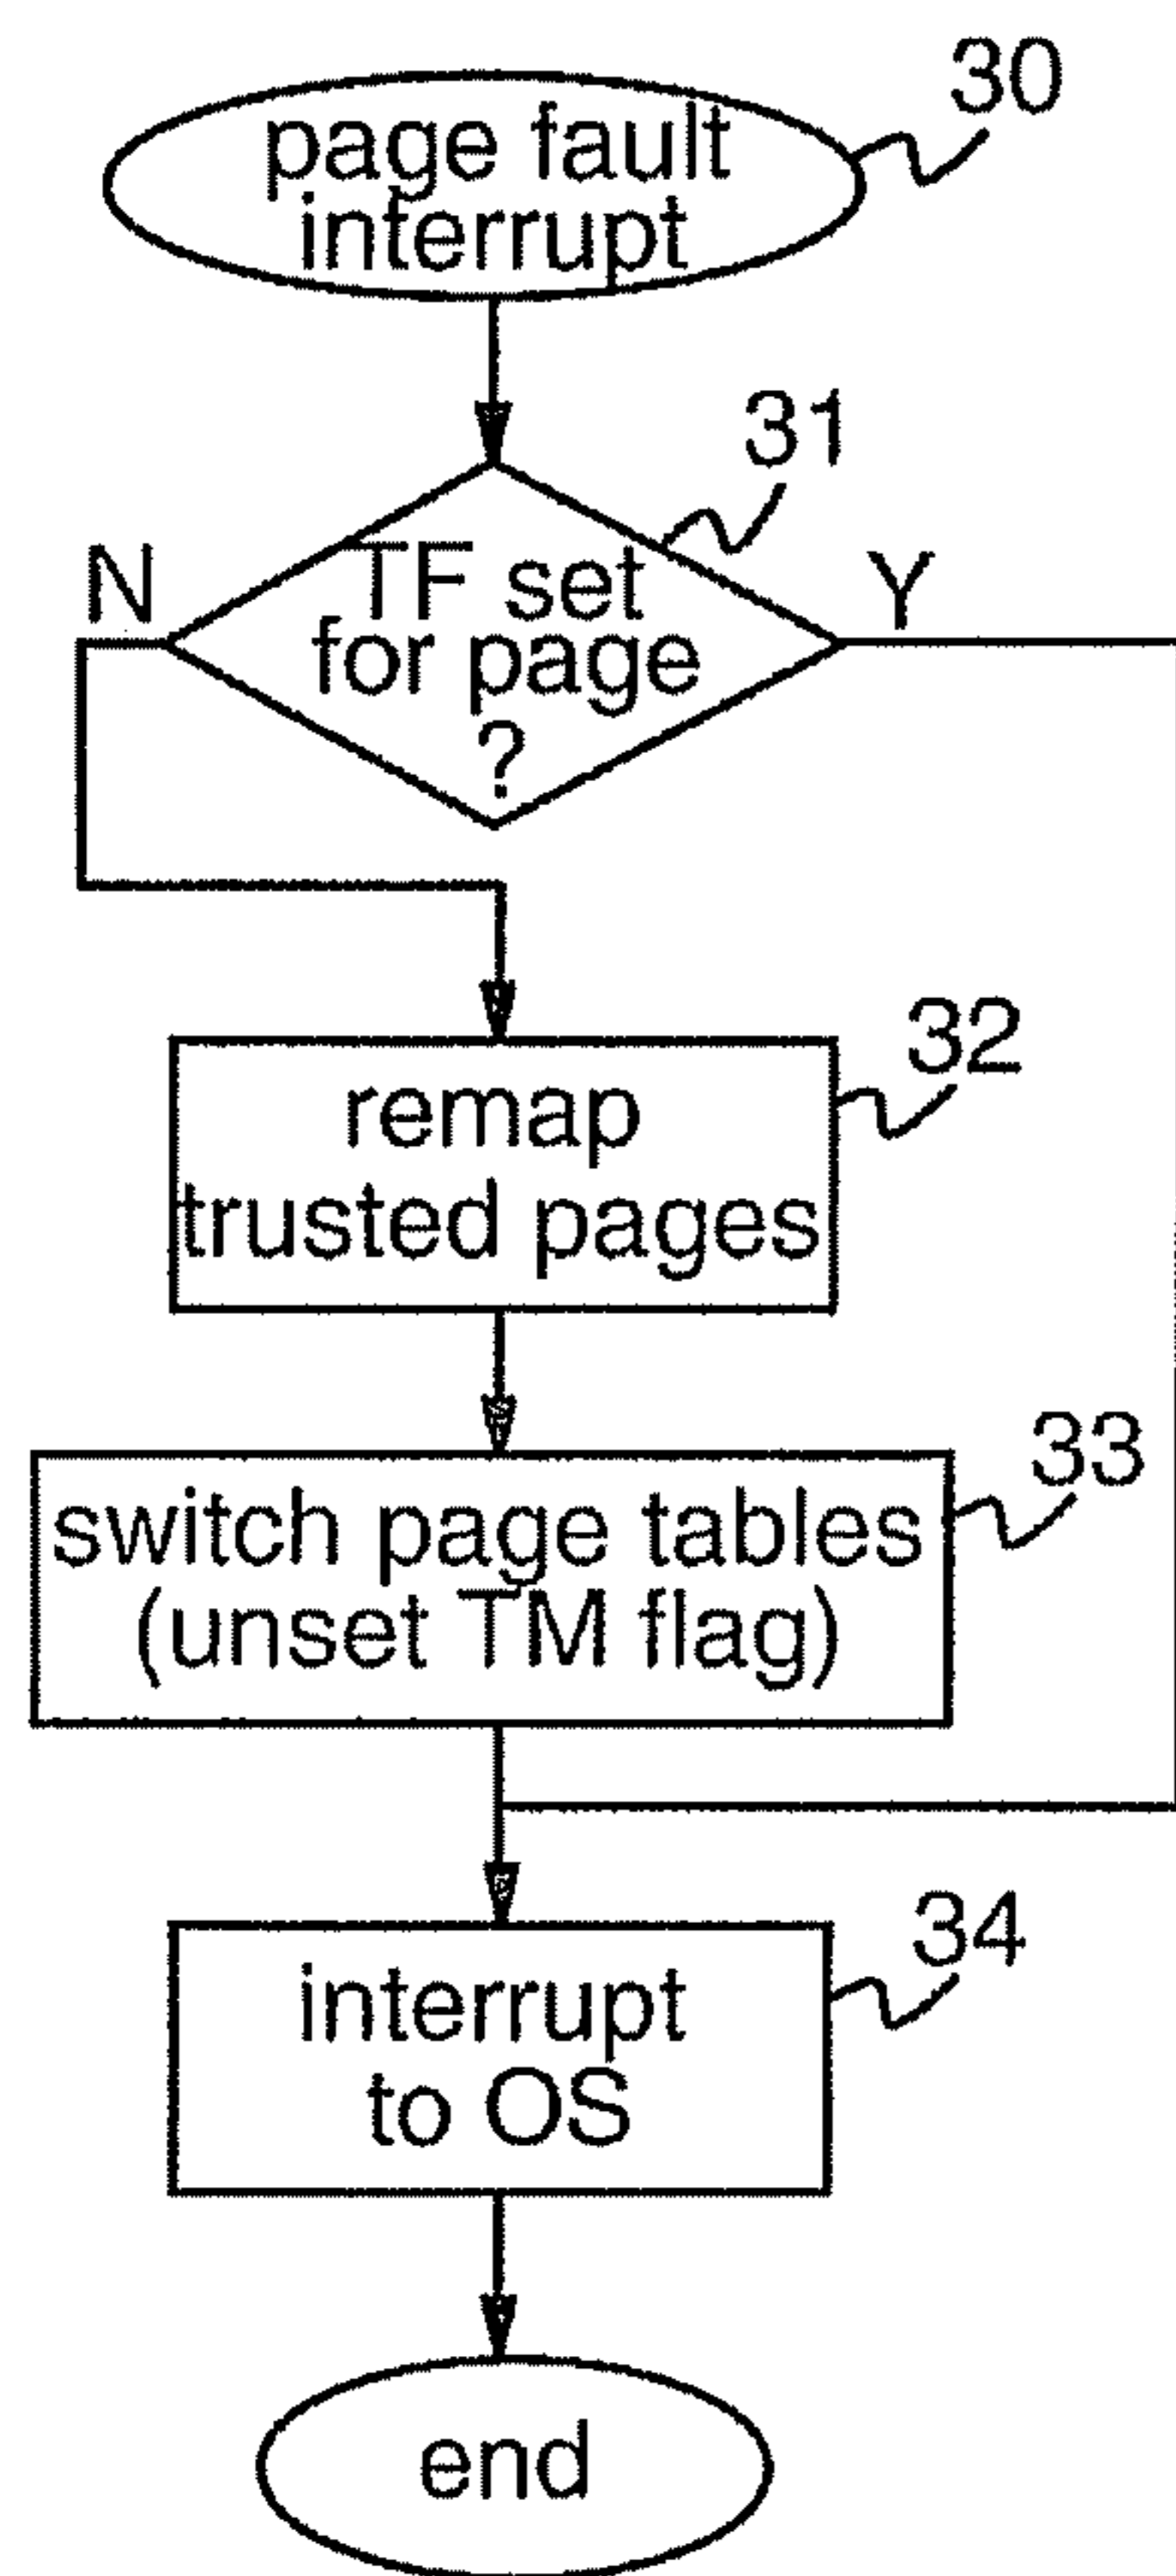 30
page fault
interrupt
31
N
TF set
Y
for page
?
32
remap
trusted pages
33
switch page tables
(unset TM flag)
34
interrupt
to OS
end